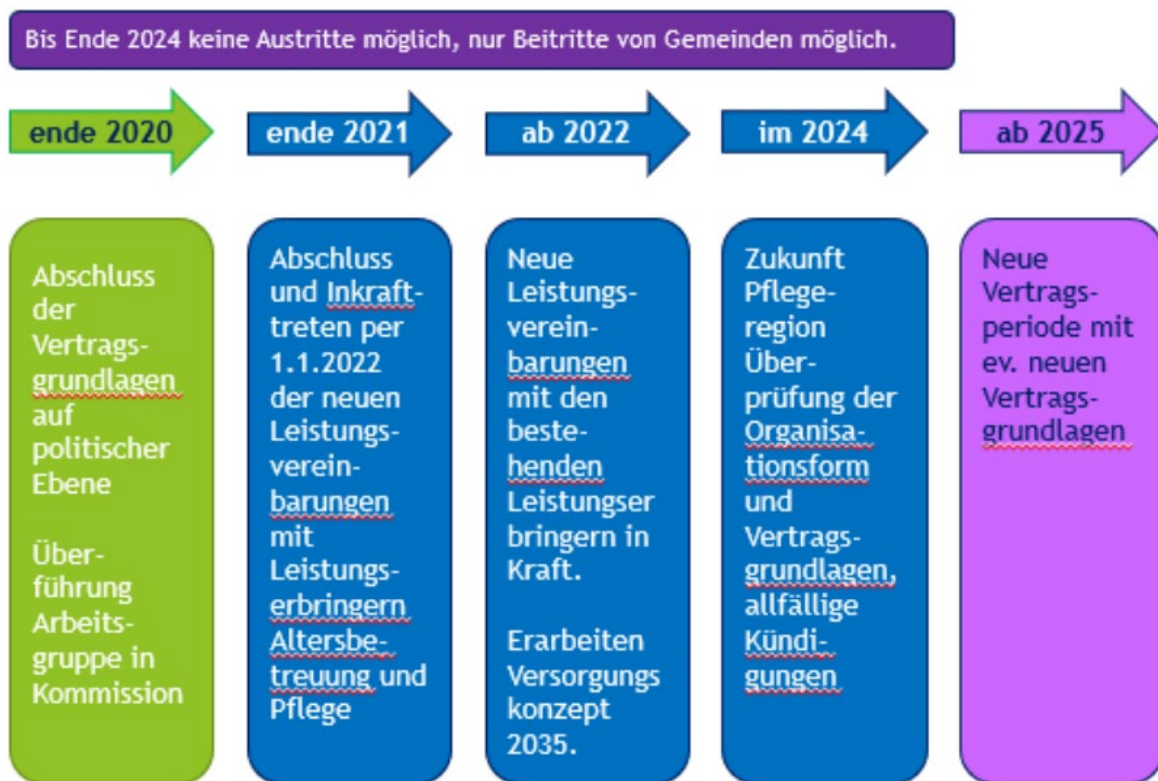 Bis Ende 2024 keine Austritte möglich, nur Beitritte von Gemeinden möglich.
ende 2020
ende 2021
ab 2022
im 2024
ab 2025
Abschluss
der
Vertrags-
grundlagen
auf
politischer
Ebene
Über-
führung
Arbeits-
gruppe in
Kommission
Abschluss
und Inkraft-
treten per
1.1.2022
der neuen
Leistungs-
verein-
barungen
mit
Leistungs-
erbringern
Altersbe-
treuung und
Pflege
Neue
Leistungs-
verein-
barungen
mit den
beste-
henden
Leistungser
bringern in
Kraft.
Erarbeiten
Versorgungs
konzept
2035.
Zukunft
Pflege-
region
Über-
prüfung der
Organisa-
tionsform
und
Vertrags-
grundlagen,
allfällige
Kündi-
gungen
Neue
Vertrags-
periode mit
ev. neuen
Vertrags-
grundlagen